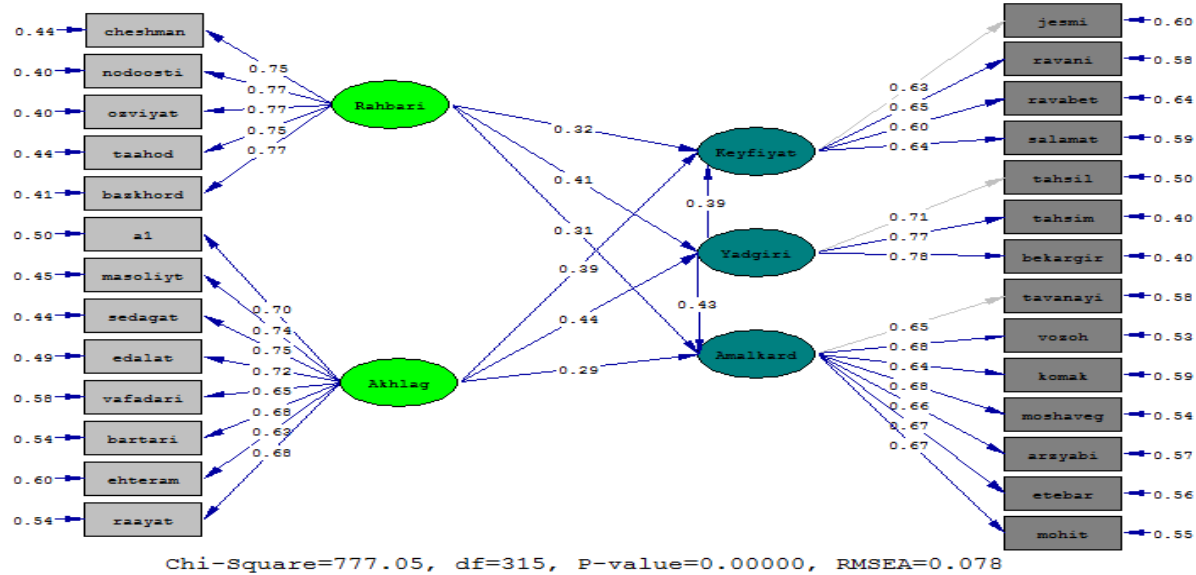 0.44 cheshman 0.75
0.40 nodoosti 0.77
0.40 ozviyat 0.77
0.44 taahod 0.75
0.41 bazkhord 0.77
0.50 a1 0.70
0.45 masoliyt 0.74
0.44 sedagat 0.75
0.49 edalat 0.72
0.58 vafadari 0.65
0.54 bartari 0.68
0.60 ehteram 0.63
0.54 raayat 0.68
Rahbari
Akhlag
0.32
0.41
0.31
0.39
0.44
0.29
Keyfiyat
0.39
Yadgiri
0.43
Amalkard
0.63 jesmi 0.60
0.65 ravani 0.58
0.60 ravabet 0.64
0.64 salamat 0.59
0.71 tahsil 0.50
0.77 tahsim 0.40
0.78 bekargir 0.40
0.65 tavanayi 0.58
0.68 vozoh 0.53
0.64 komak 0.59
0.68 moshaveg 0.54
0.66 arzyabi 0.57
0.67 etebar 0.56
0.67 mohit 0.55
Chi-Square=777.05, df=315, P-value=0.00000, RMSEA=0.078